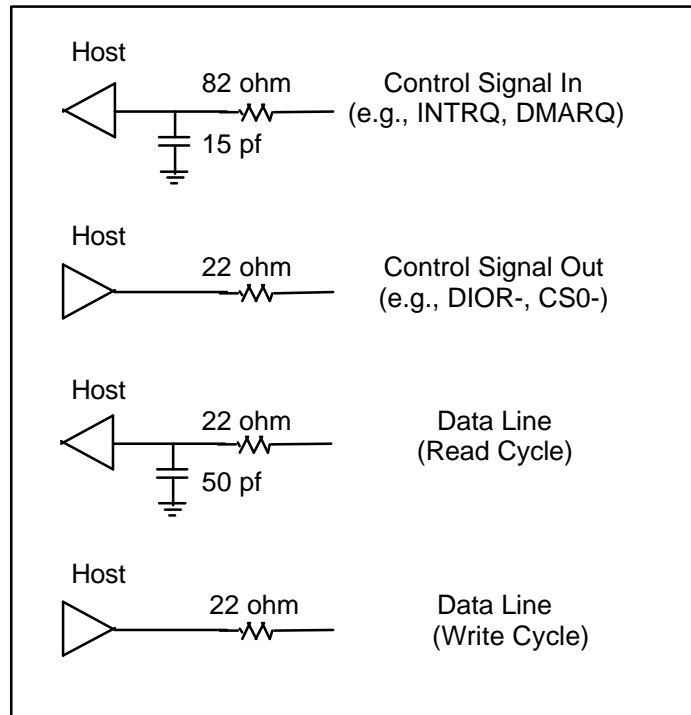 Host
82 ohm
Control Signal In
(e.g., INTRQ, DMARQ)
15 pf
Host
22 ohm
Control Signal Out
(e.g., DIOR-, CS0-)
Host
22 ohm
Data Line
(Read Cycle)
50 pf
Host
22 ohm
Data Line
(Write Cycle)